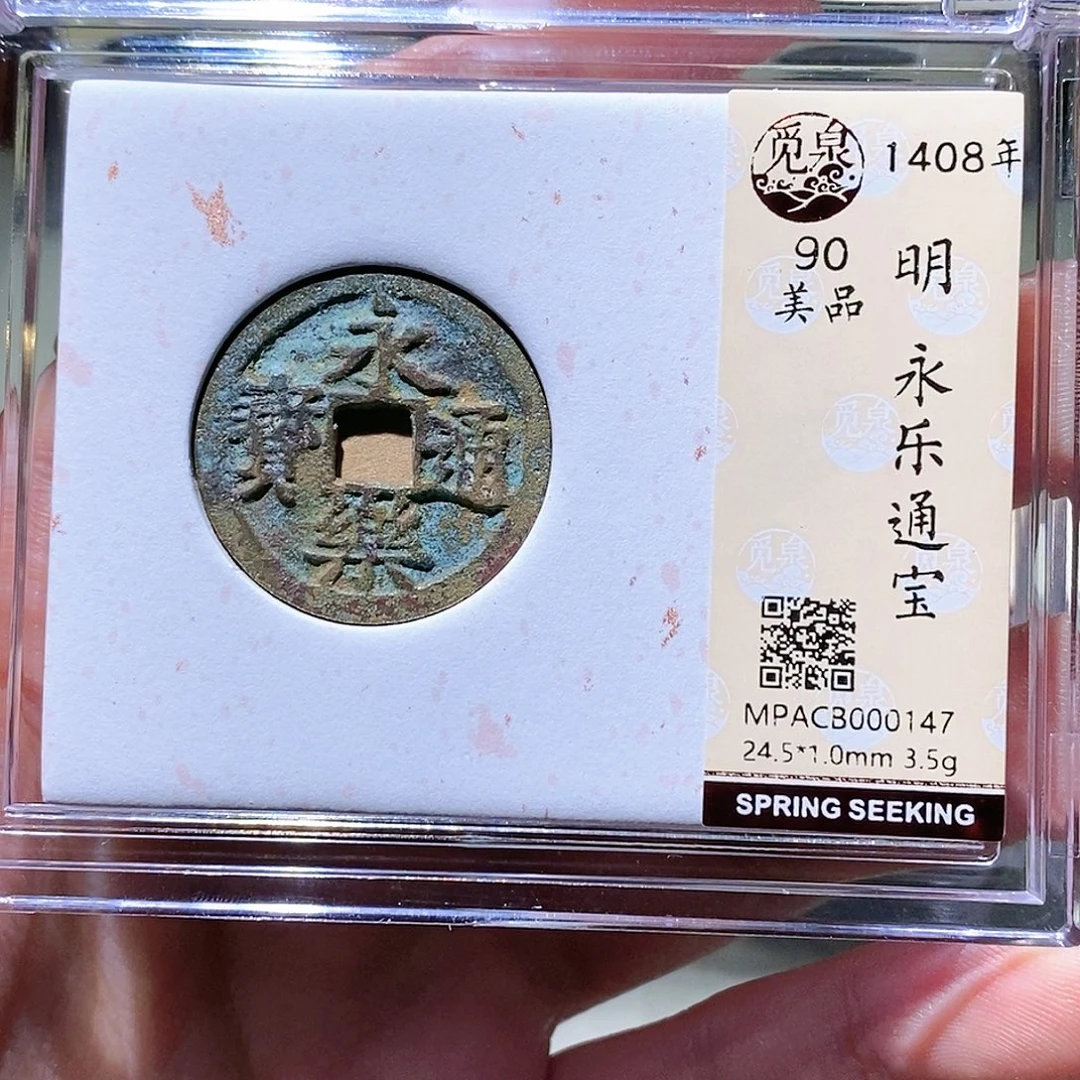 永樂通寳
觅泉
1408年
90
美品
明 永乐通宝
MPACB000147
24.5*1.0mm 3.5g
SPRING SEEKING